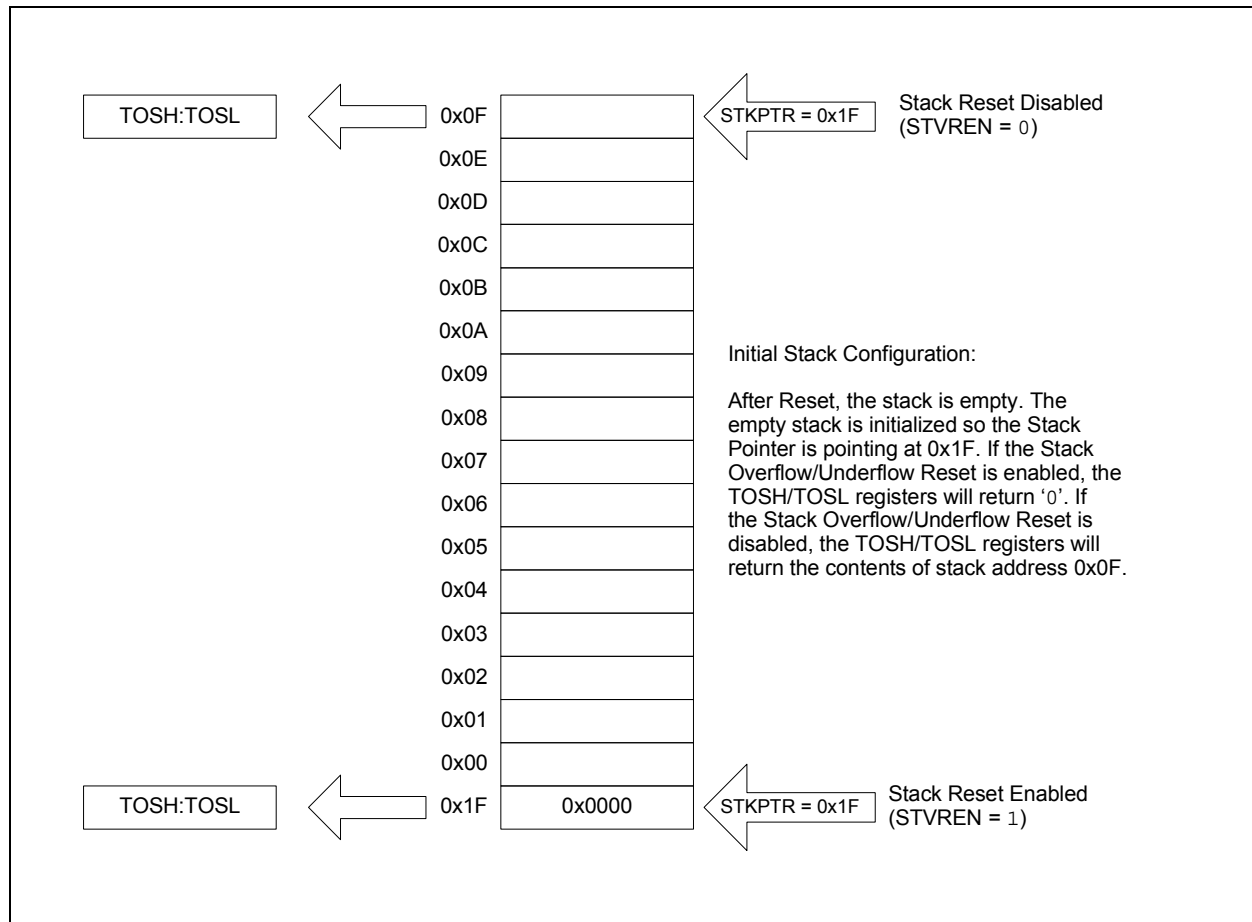 TOSH:TOSL
0x0F
STKPTR = 0x1F
Stack Reset Disabled
(STVREN = 0)
0x0E
0x0D
0x0C
0x0B
0x0A
0x09
0x08
0x07
0x06
0x05
0x04
0x03
0x02
0x01
0x00
Initial Stack Configuration:
After Reset, the stack is empty. The
empty stack is initialized so the Stack
Pointer is pointing at 0x1F. If the Stack
Overflow/Underflow Reset is enabled, the
TOSH/TOSL registers will return ‘0’. If
the Stack Overflow/Underflow Reset is
disabled, the TOSH/TOSL registers will
return the contents of stack address 0x0F.
TOSH:TOSL
0x1F
0x0000
STKPTR = 0x1F
Stack Reset Enabled
(STVREN = 1)